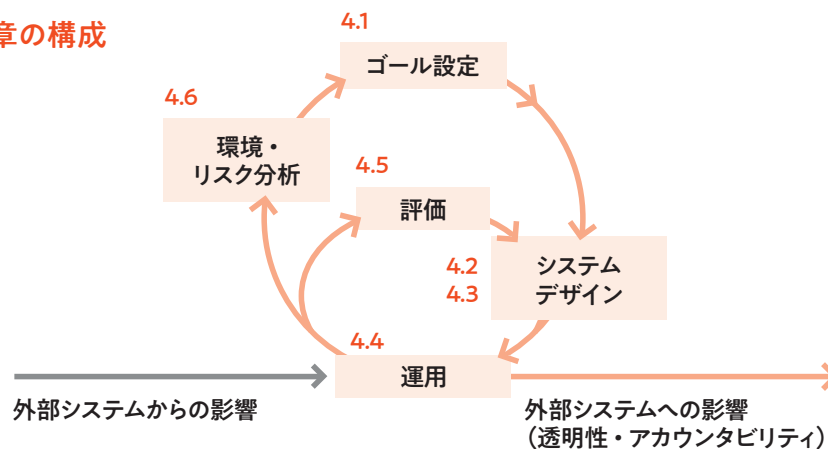 章の構成
4.1
ゴール設定
4.6
環境・
リスク分析
4.5
評価
4.2
4.3
システム
デザイン
4.4
運用
外部システムからの影響
外部システムへの影響
（透明性・アカウンタビリティ）